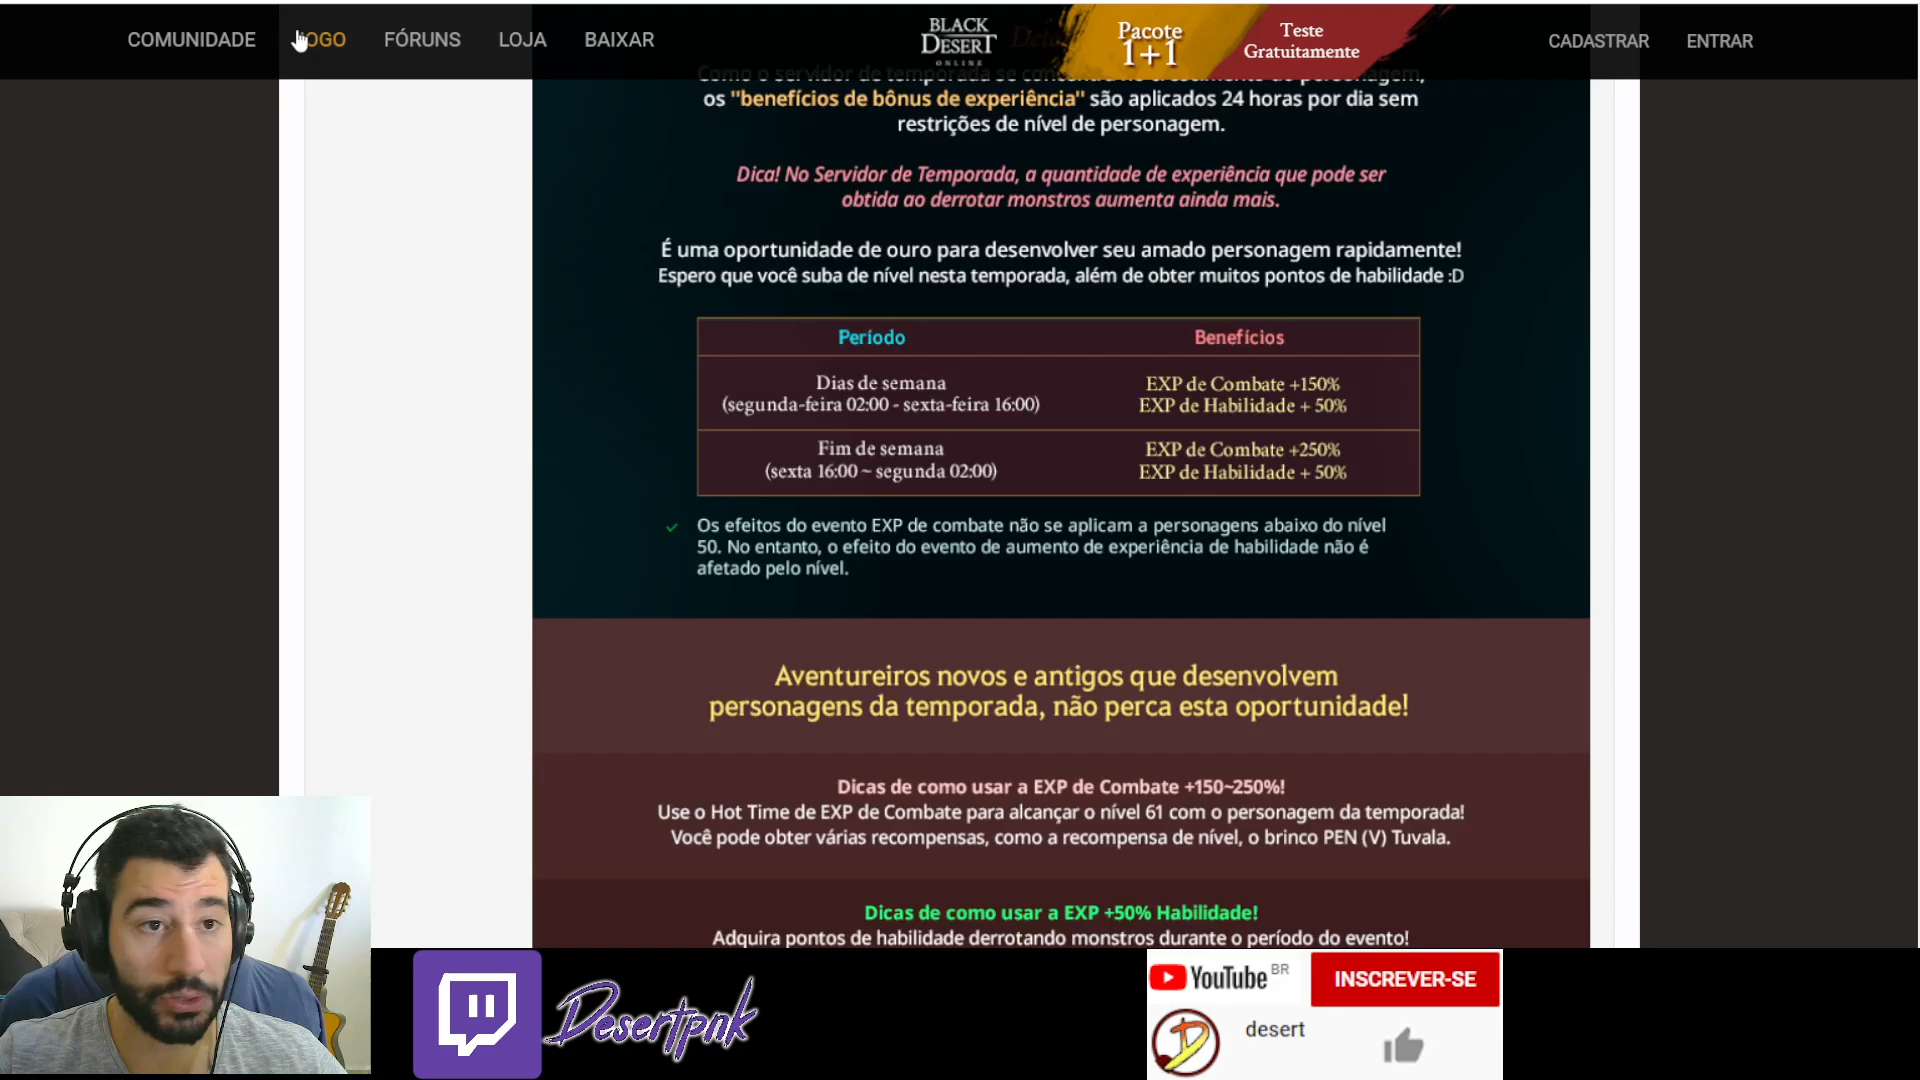 COMUNIDADE
JOGO
FÓRUNS
LOJA
BAIXAR
BLACK
DESERT
ONLINE
Pacote
1+1
Teste
Gratuitamente
CADASTRAR
ENTRAR
os "benefícios de bônus de experiência" são aplicados 24 horas por dia sem
restrições de nível de personagem.
Dica! No Servidor de Temporada, a quantidade de experiência que pode ser
obtida ao derrotar monstros aumenta ainda mais.
É uma oportunidade de ouro para desenvolver seu amado personagem rapidamente!
Espero que você suba de nível nesta temporada, além de obter muitos pontos de habilidade :D
Período
Benefícios
Dias de semana
(segunda-feira 02:00 - sexta-feira 16:00)
EXP de Combate +150%
EXP de Habilidade + 50%
Fim de semana
(sexta 16:00 ~ segunda 02:00)
EXP de Combate +250%
EXP de Habilidade + 50%
Os efeitos do evento EXP de combate não se aplicam a personagens abaixo do nível
50. No entanto, o efeito do evento de aumento de experiência de habilidade não é
afetado pelo nível.
Aventureiros novos e antigos que desenvolvem
personagens da temporada, não perca esta oportunidade!
Dicas de como usar a EXP de Combate +150~250%!
Use o Hot Time de EXP de Combate para alcançar o nível 61 com o personagem da temporada!
Você pode obter várias recompensas, como a recompensa de nível, o brinco PEN (V) Tuvala.
Dicas de como usar a EXP +50% Habilidade!
Adquira pontos de habilidade derrotando monstros durante o período do evento!
Desertpnk
YouTube BR
INSCREVER-SE
D
desert